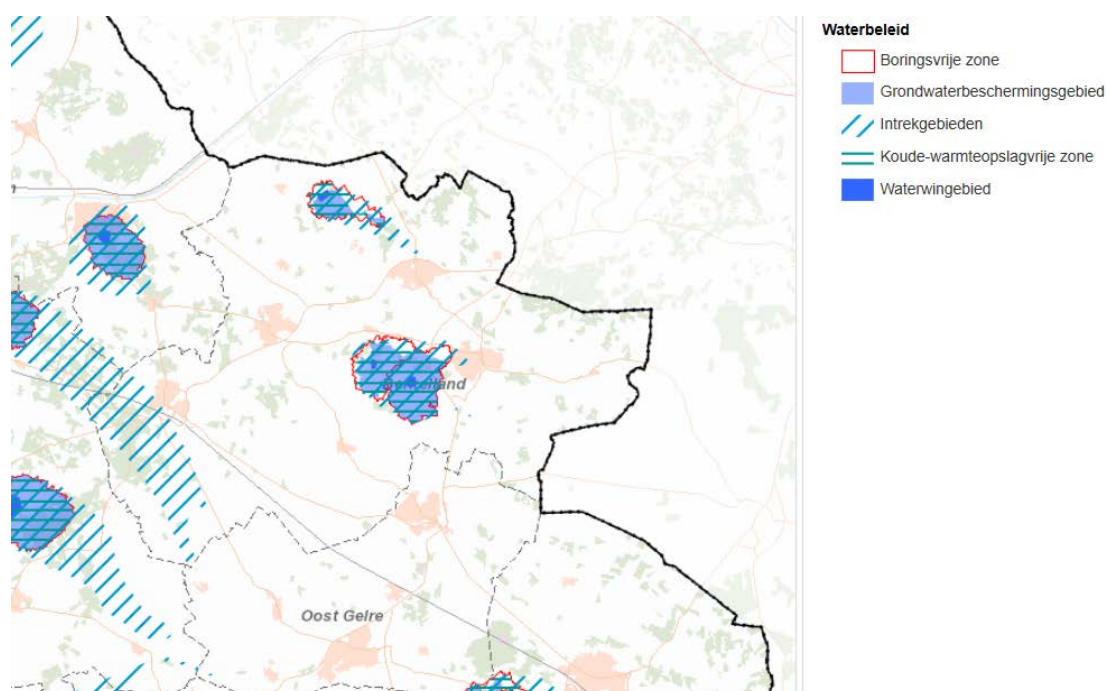 Waterbeleid
Boringsvrije zone
Grondwaterbeschermingsgebied
Intrekgebieden
Koude-warmteopslagvrije zone
Waterwingebied
Oost Gelre